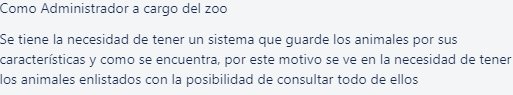 Como Administrador a cargo del zoo
Se tiene la necesidad de tener un sistema que guarde los animales por sus
características y como se encuentra, por este motivo se ve en la necesidad de tener
los animales enlistados con la posibilidad de consultar todo de ellos